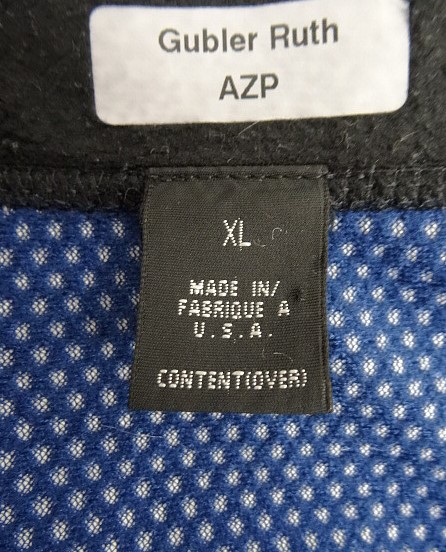 Gubler Ruth
AZP
XL
MADE IN/
FABRIQUE A
U.S.A.
CONTENT(OVER)